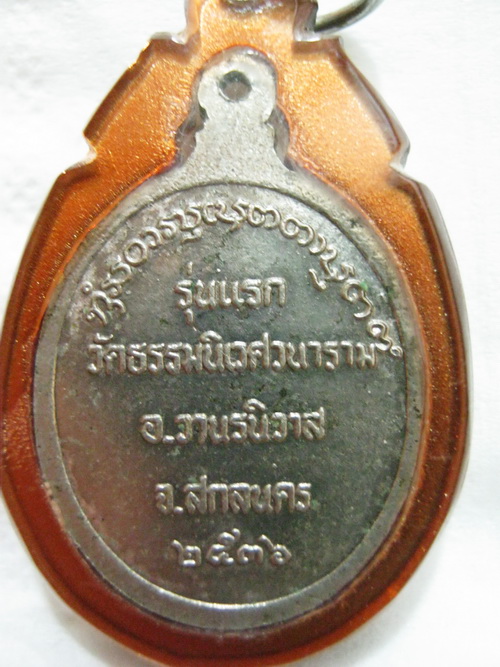 รุ่นแรก
วัดธรรมนิเวศวนาราม
อ.วานรนิวาส
จ.สกลนคร
๒๕๓๖